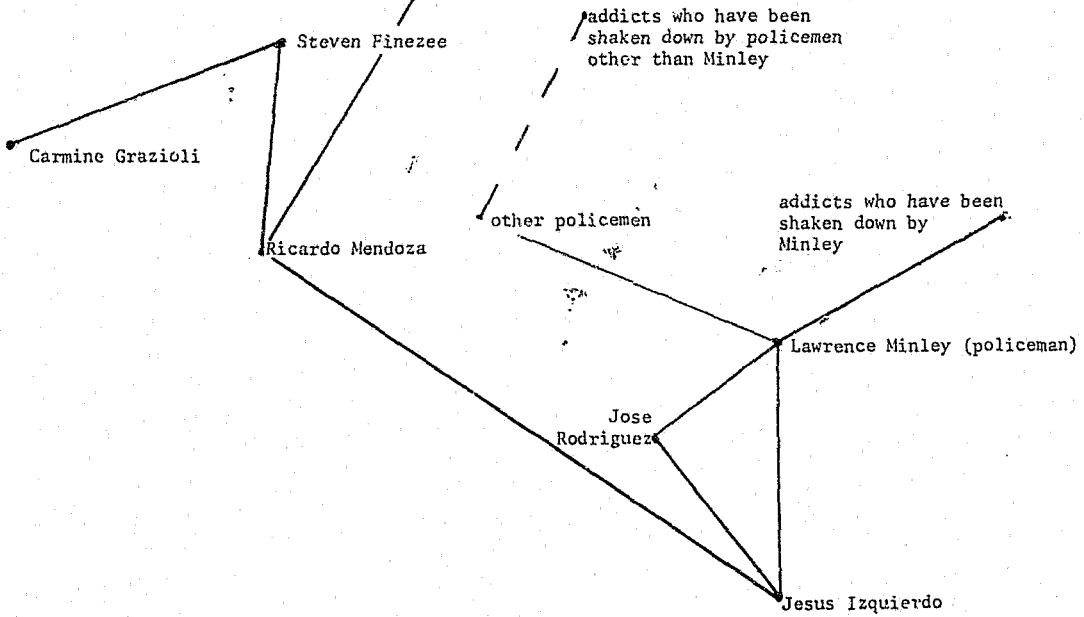 addicts who have been
shaken down by policemen
other than Minley
Steven Finezee
Carmine Grazioli
other policemen
addicts who have been
shaken down by
Minley
Ricardo Mendoza
Lawrence Minley (policeman)
Jose
Rodriguez
Jesus Izquierdo